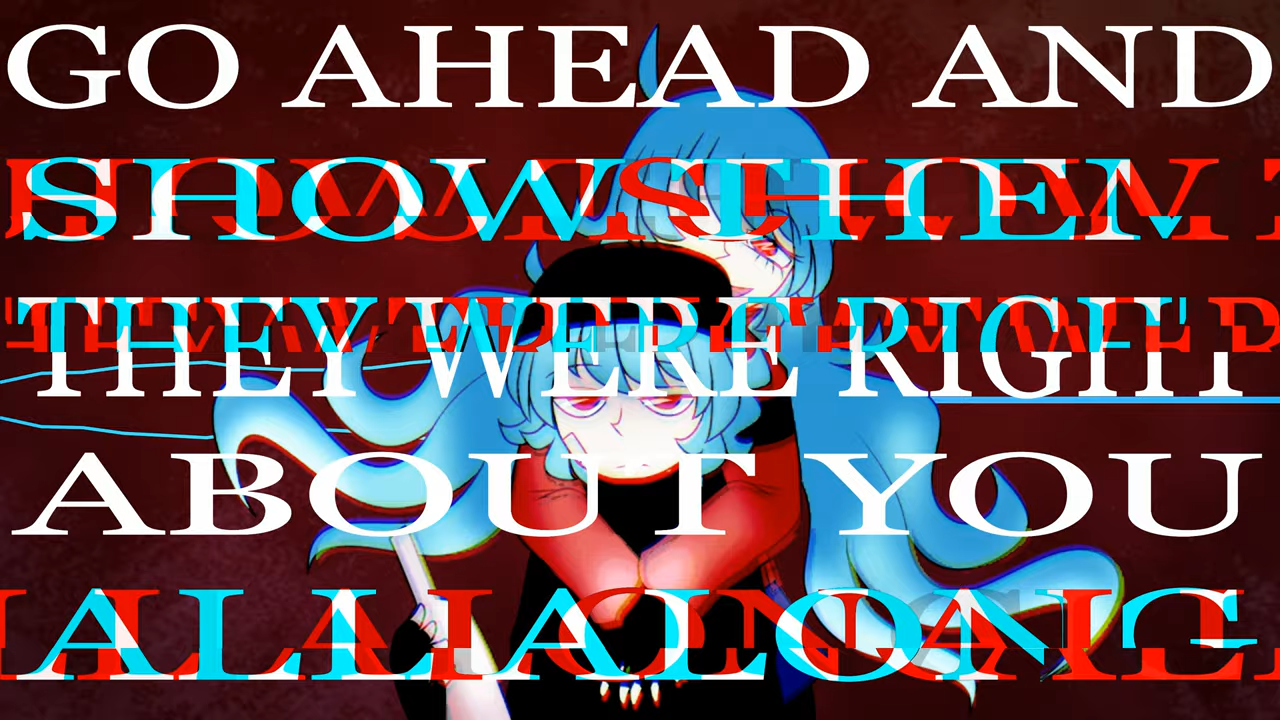 GO AHEAD AND
SHOW THEM
THEY WERE RIGHT
ABOUT YOU
ALL ALONG